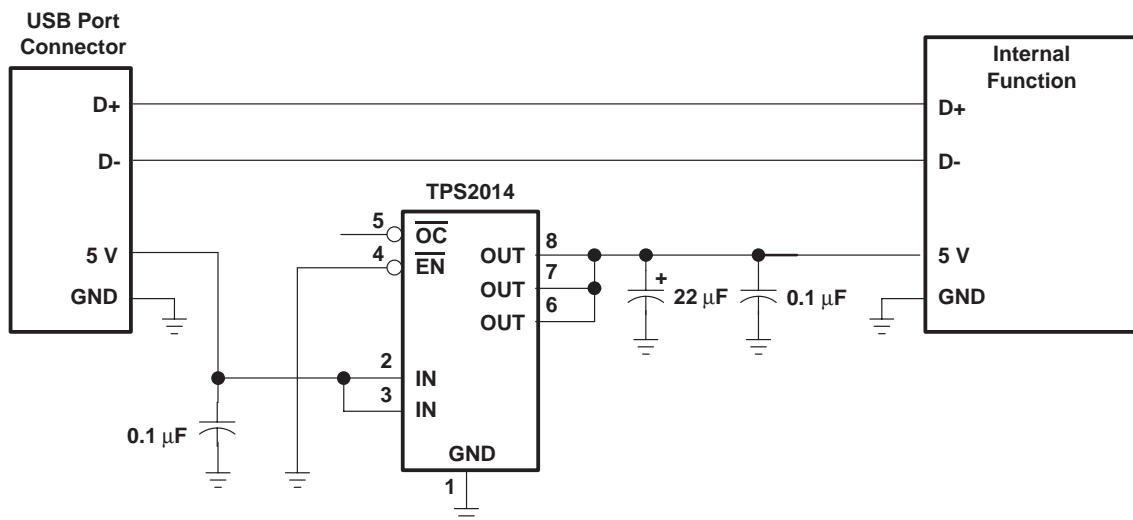 USB Port
Connector
Internal
Function
D+
D+
D-
D-
TPS2014
5
OC
8
4
EN
OUT
5 V
5 V
7
OUT
+
22 μF
0.1 μF
GND
GND
6
OUT
2
IN
3
IN
0.1 μF
GND
1